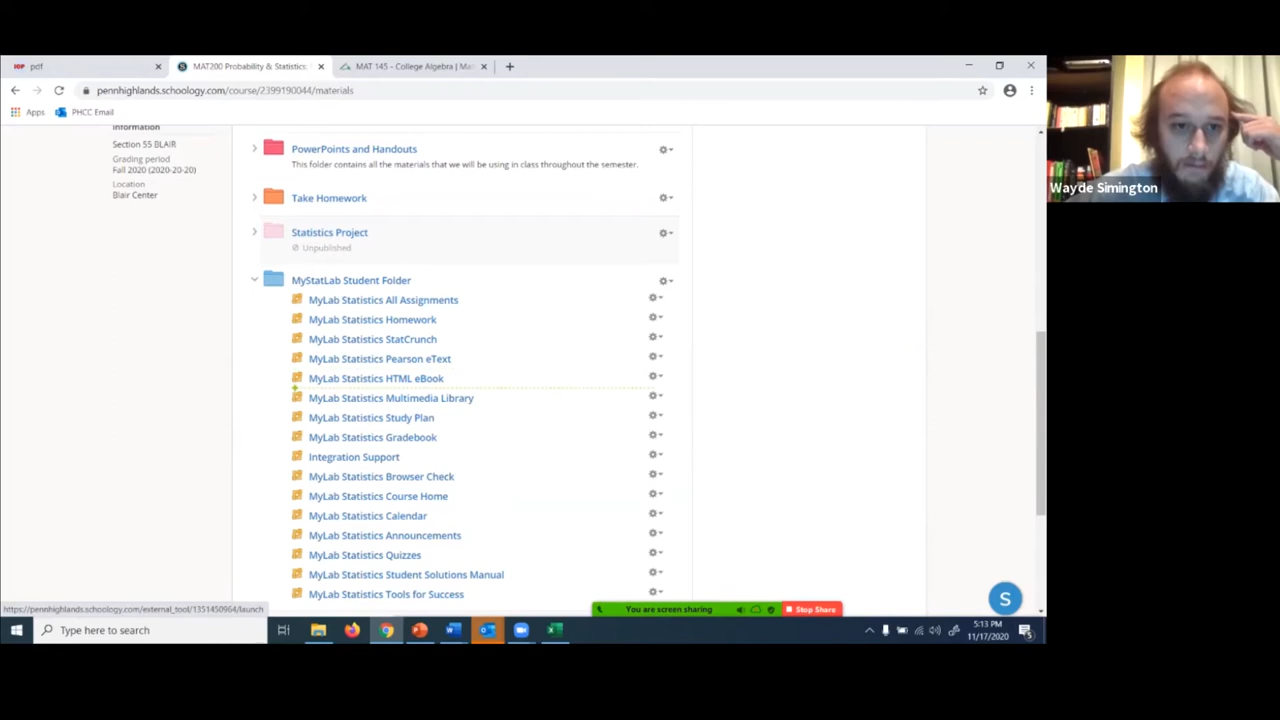 pdf
MAT200 Probability & Statistics:
MAT 145 - College Algebra | Mat
pennhighlands.schoology.com/course/2399190044/materials
Apps
PHCC Email
Information
Section 55 BLAIR
Grading period
Fall 2020 (2020-20-20)
Location
Blair Center
PowerPoints and Handouts
This folder contains all the materials that we will be using in class throughout the semester.
Take Homework
Statistics Project
Unpublished
MyStatLab Student Folder
MyLab Statistics All Assignments
MyLab Statistics Homework
MyLab Statistics StatCrunch
MyLab Statistics Pearson eText
MyLab Statistics HTML eBook
MyLab Statistics Multimedia Library
MyLab Statistics Study Plan
MyLab Statistics Gradebook
Integration Support
MyLab Statistics Browser Check
MyLab Statistics Course Home
MyLab Statistics Calendar
MyLab Statistics Announcements
MyLab Statistics Quizzes
MyLab Statistics Student Solutions Manual
MyLab Statistics Tools for Success
Wayde Simington
S
https://pennhighlands.schoology.com/external_tool/1351450964/launch
You are screen sharing
Stop Share
Type here to search
5:13 PM
11/17/2020